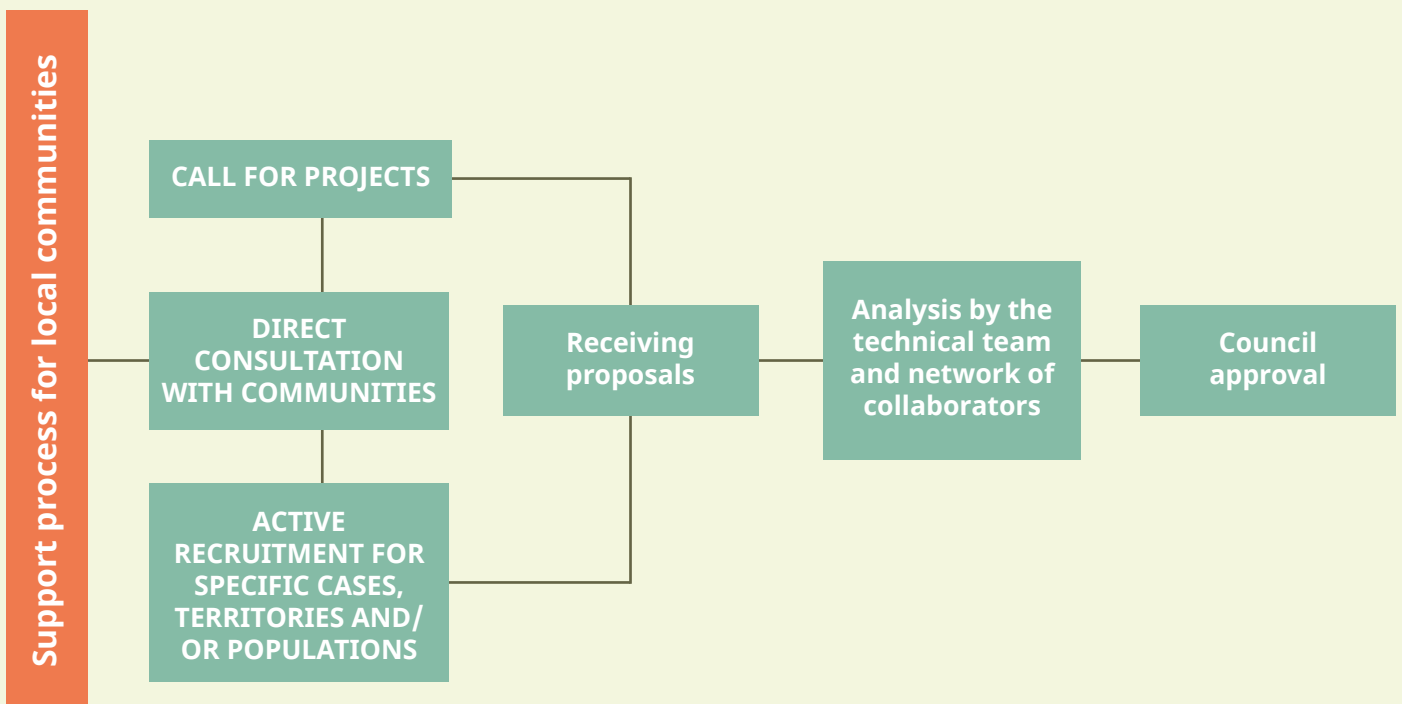 Support process for local communities
CALL FOR PROJECTS
DIRECT
CONSULTATION
WITH COMMUNITIES
ACTIVE
RECRUITMENT FOR
SPECIFIC CASES,
TERRITORIES AND/
OR POPULATIONS
Receiving
proposals
Analysis by the
technical team
and network of
collaborators
Council
approval